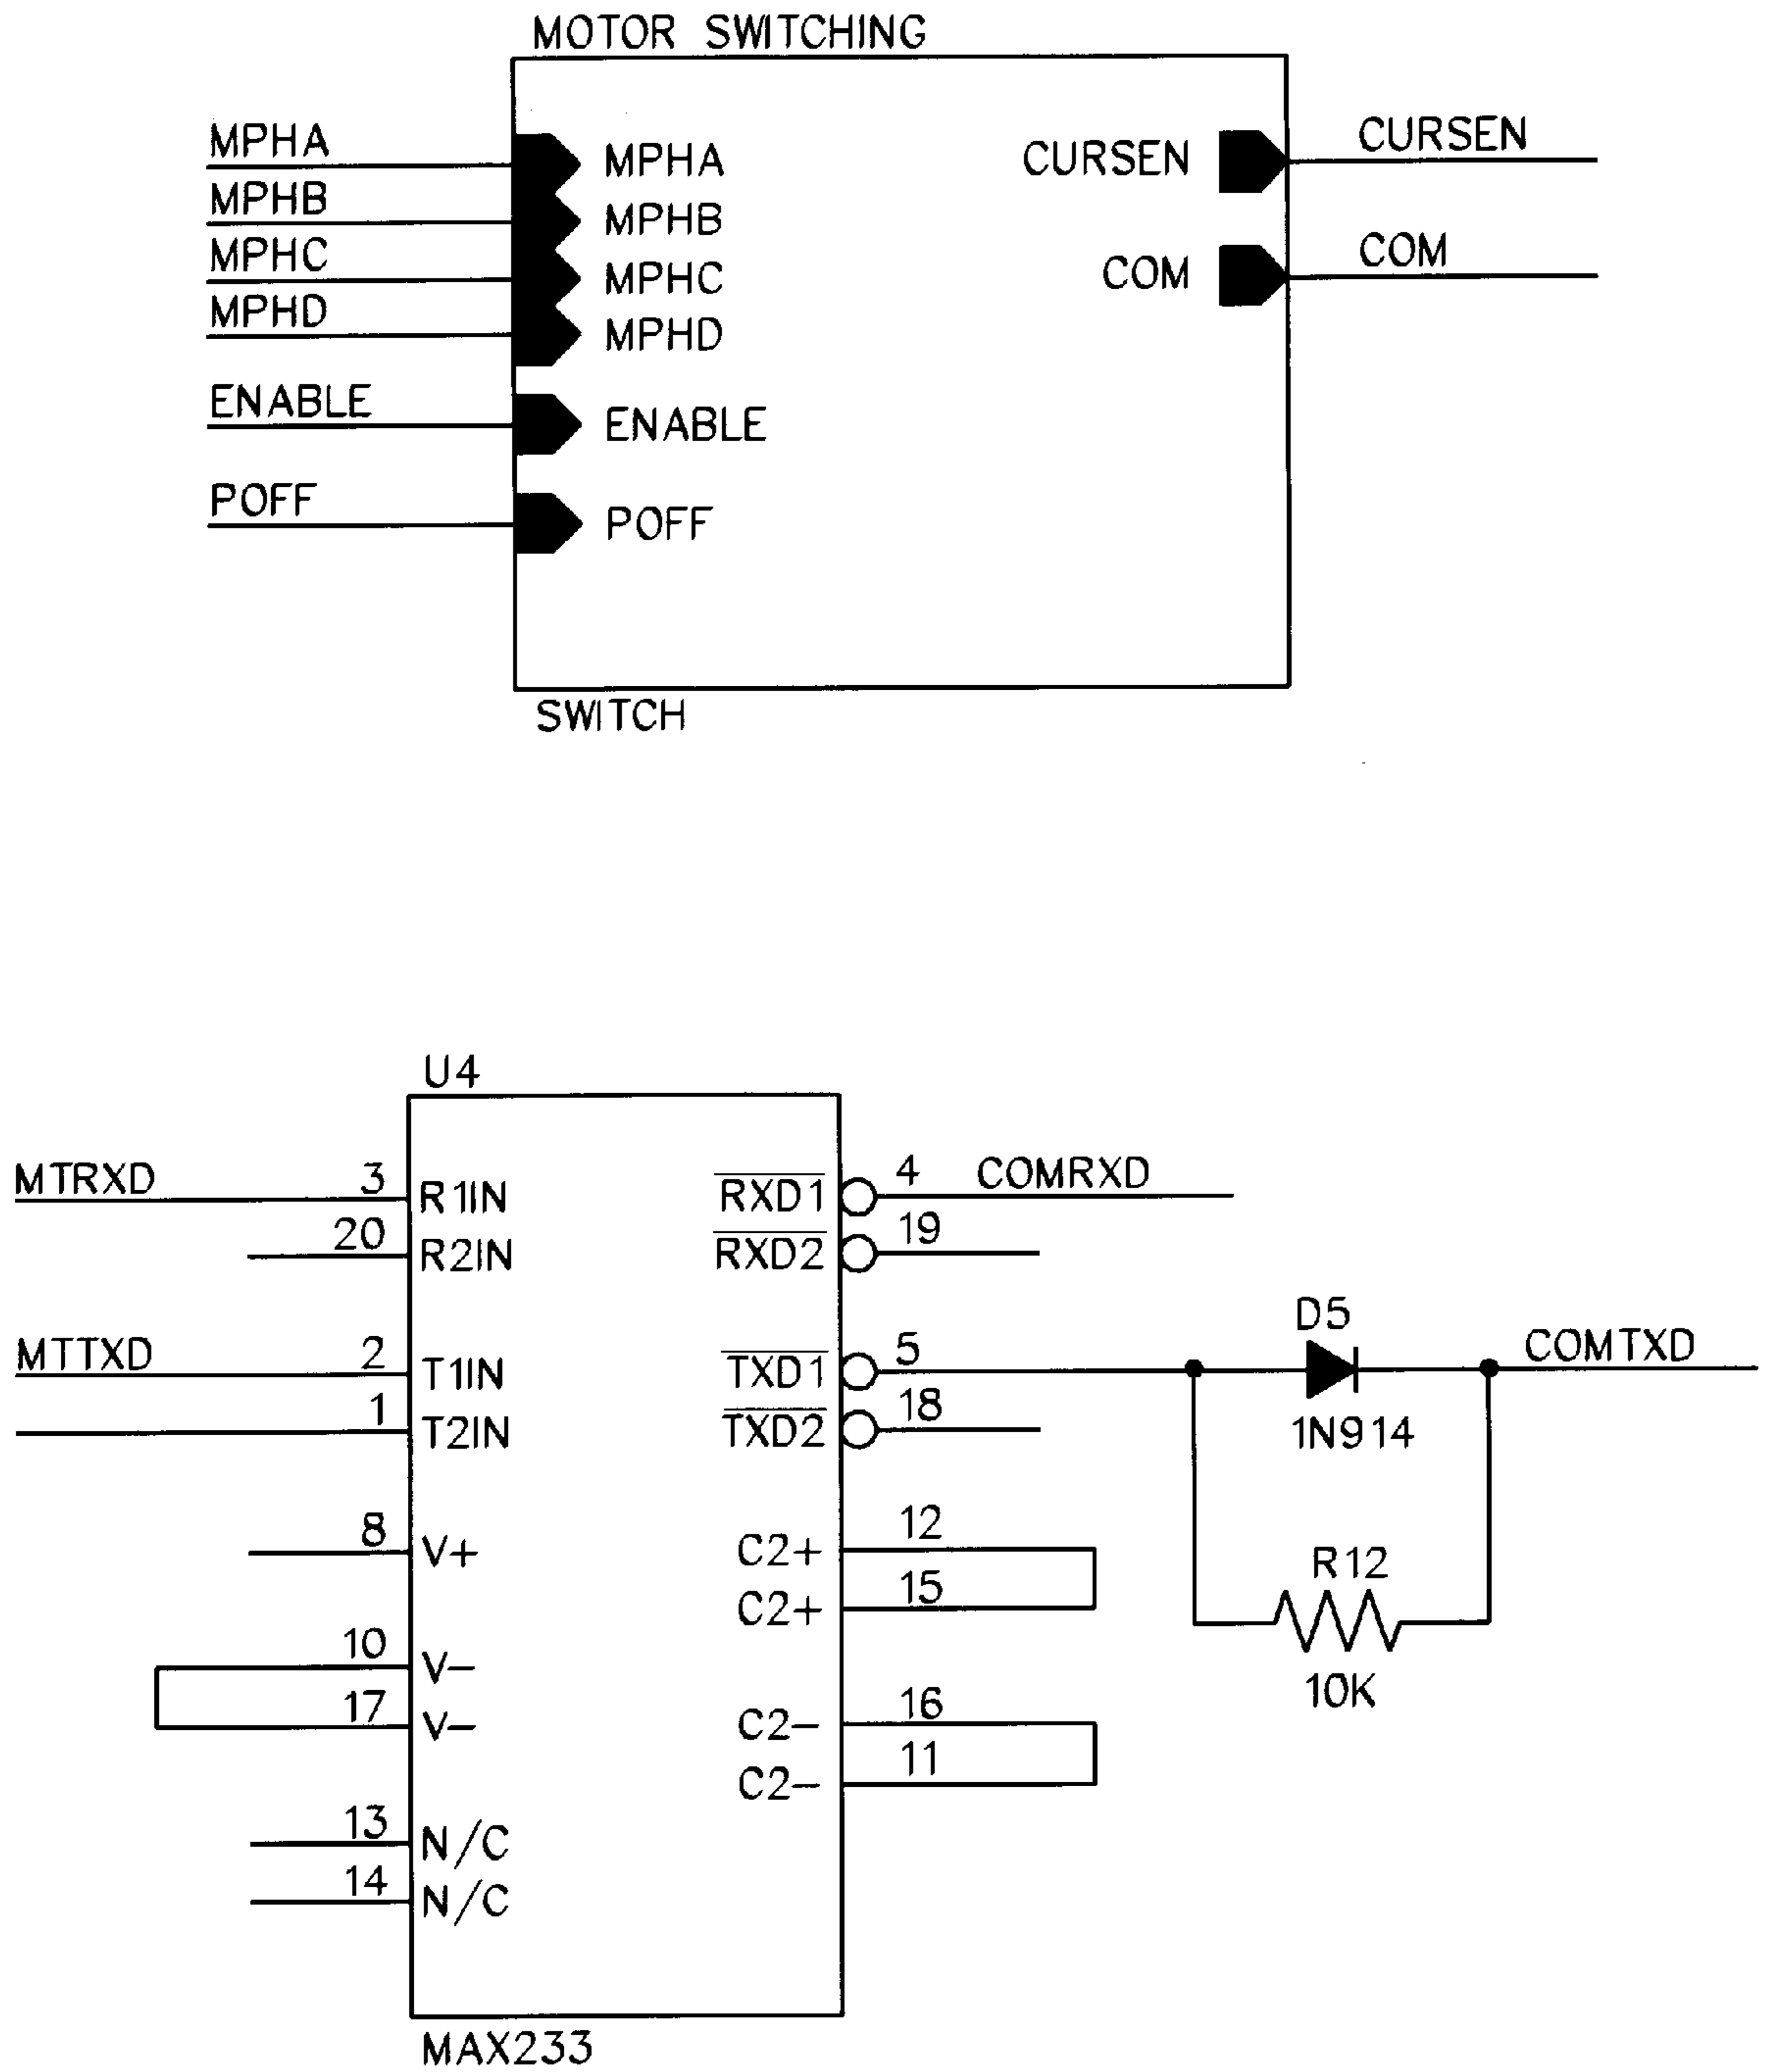 MOTOR SWITCHING
MPHA MPHA CURSEN CURSEN
MPHB MPHB
MPHC MPHC COM COM
MPHD MPHD
ENABLE ENABLE
POFF POFF
SWITCH
U4
MTRXD 3 R1IN RXD1 4 COMRXD
20 R2IN RXD2 19
D5
MTTXD 2 T1IN TXD1 5 COMTXD
1 T2IN TXD2 18 1N914
8 V+ C2+ 12
C2+ 15 R12
10 V-
10K
17 V- C2- 16
C2- 11
13 N/C
14 N/C
MAX233